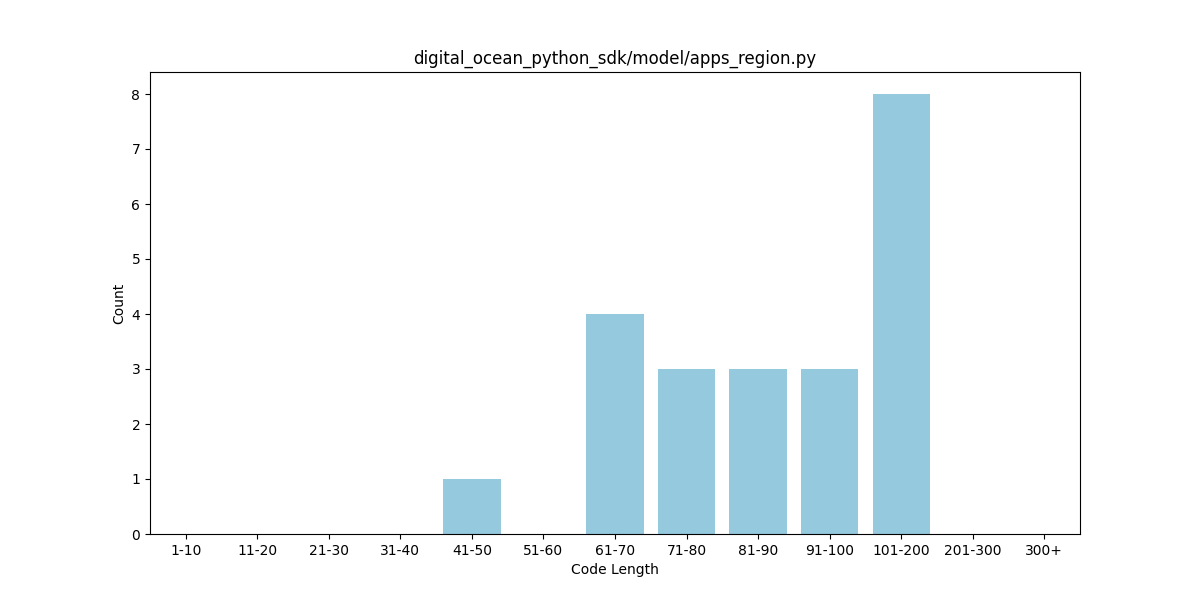 digital_ocean_python_sdk/model/apps_region.py
8
7
6
5
4
3
2
1
0
Count
1-10 11-20 21-30 31-40 41-50 51-60 61-70 71-80 81-90 91-100 101-200 201-300 300+
Code Length